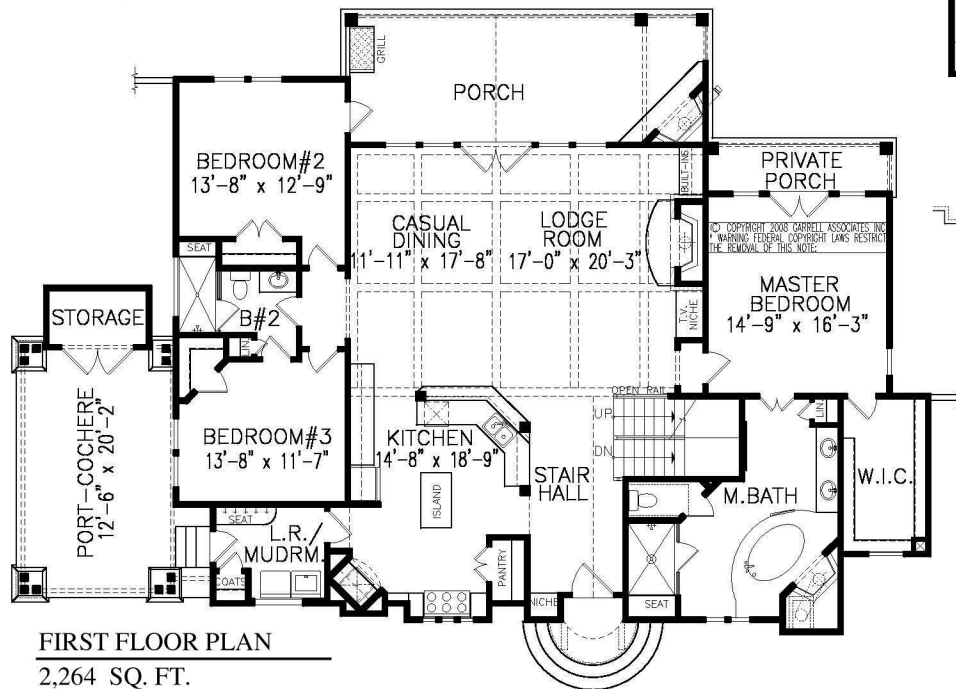 GRILL
PORCH
BEDROOM#2
13'-8" x 12'-9"
BUILT-INS
PRIVATE
PORCH
© COPYRIGHT 2008 GARRELL ASSOCIATES INC
* WARNING FEDERAL COPYRIGHT LAWS RESTRICT
THE REMOVAL OF THIS NOTE:
CASUAL
DINING
11'-11" x 17'-8"
LODGE
ROOM
17'-0" x 20'-3"
SEAT
B#2
LIN.
T.V.
NICHE
MASTER
BEDROOM
14'-9" x 16'-3"
STORAGE
PORT-COCHERE
12'-6" x 20'-2"
BEDROOM#3
13'-8" x 11'-7"
KITCHEN
14'-8" x 18'-9"
ISLAND
OPEN RAIL
UP
DN
STAIR
HALL
LIN.
M.BATH
W.I.C.
SEAT
L.R./
MUDRM.
COATS
PANTRY
NICHE
SEAT
FIRST FLOOR PLAN
2,264 SQ. FT.